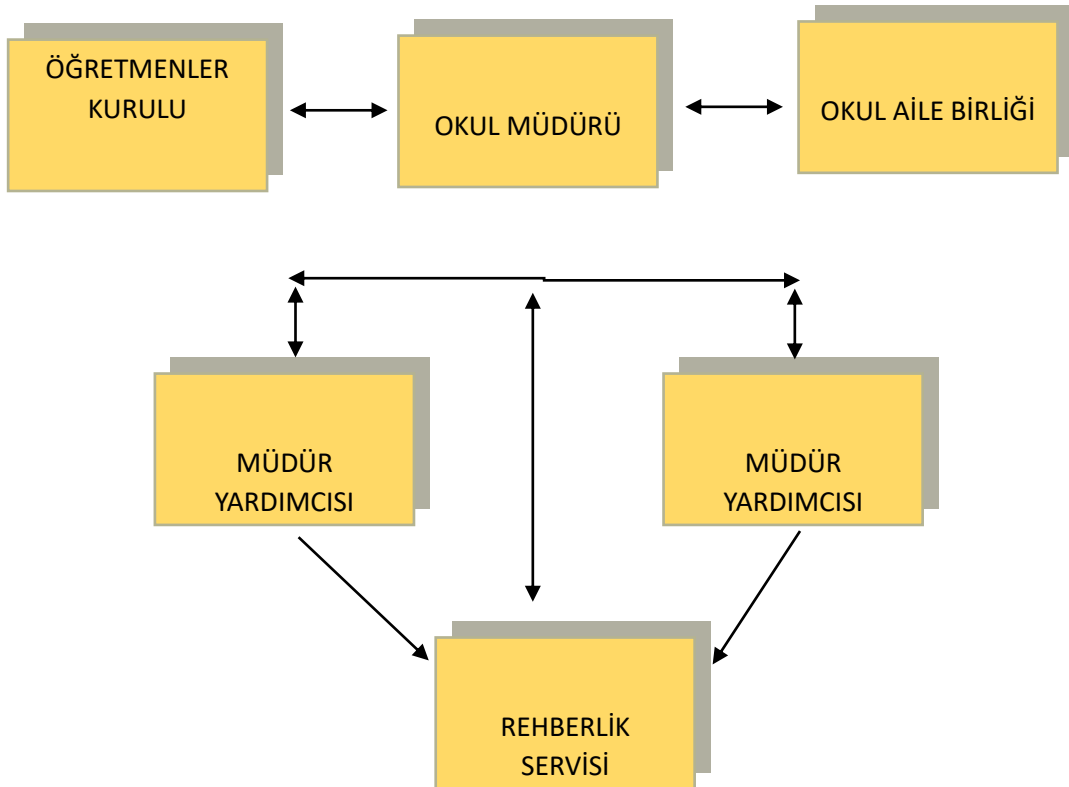 ÖĞRETMENLER
KURULU
OKUL MÜDÜRÜ
OKUL AİLE BİRLİĞİ
MÜDÜR
YARDIMCISI
MÜDÜR
YARDIMCISI
REHBERLİK
SERVİSİ